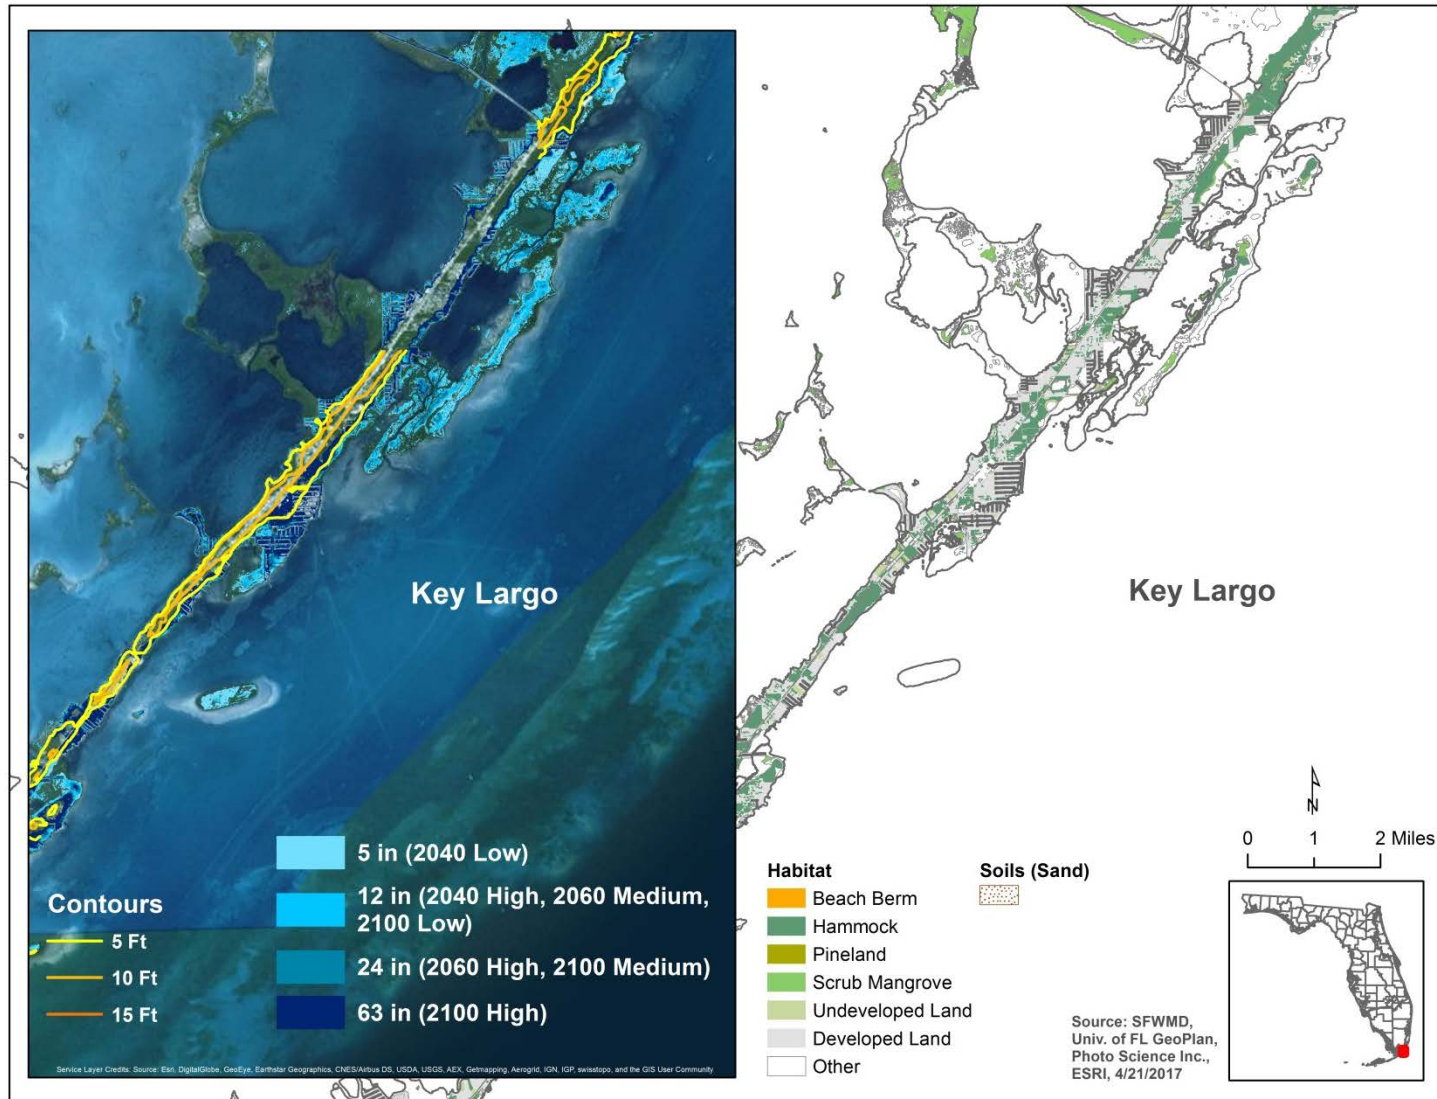 Key Largo
Contours
5 Ft
10 Ft
15 Ft
5 in (2040 Low)
12 in (2040 High, 2060 Medium,
2100 Low)
24 in (2060 High, 2100 Medium)
63 in (2100 High)
Service Layer Credits: Source: Esri, DigitalGlobe, GeoEye, Earthstar Geographics, CNES/Airbus DS, USDA, USGS, AEX, Getmapping, Aerogrid, IGN, IGP, swisstopo, and the GIS User Community
Key Largo
N
0 1 2 Miles
Habitat
Beach Berm
Hammock
Pineland
Scrub Mangrove
Undeveloped Land
Developed Land
Other
Soils (Sand)
Source: SFWMD,
Univ. of FL GeoPlan,
Photo Science Inc.,
ESRI, 4/21/2017